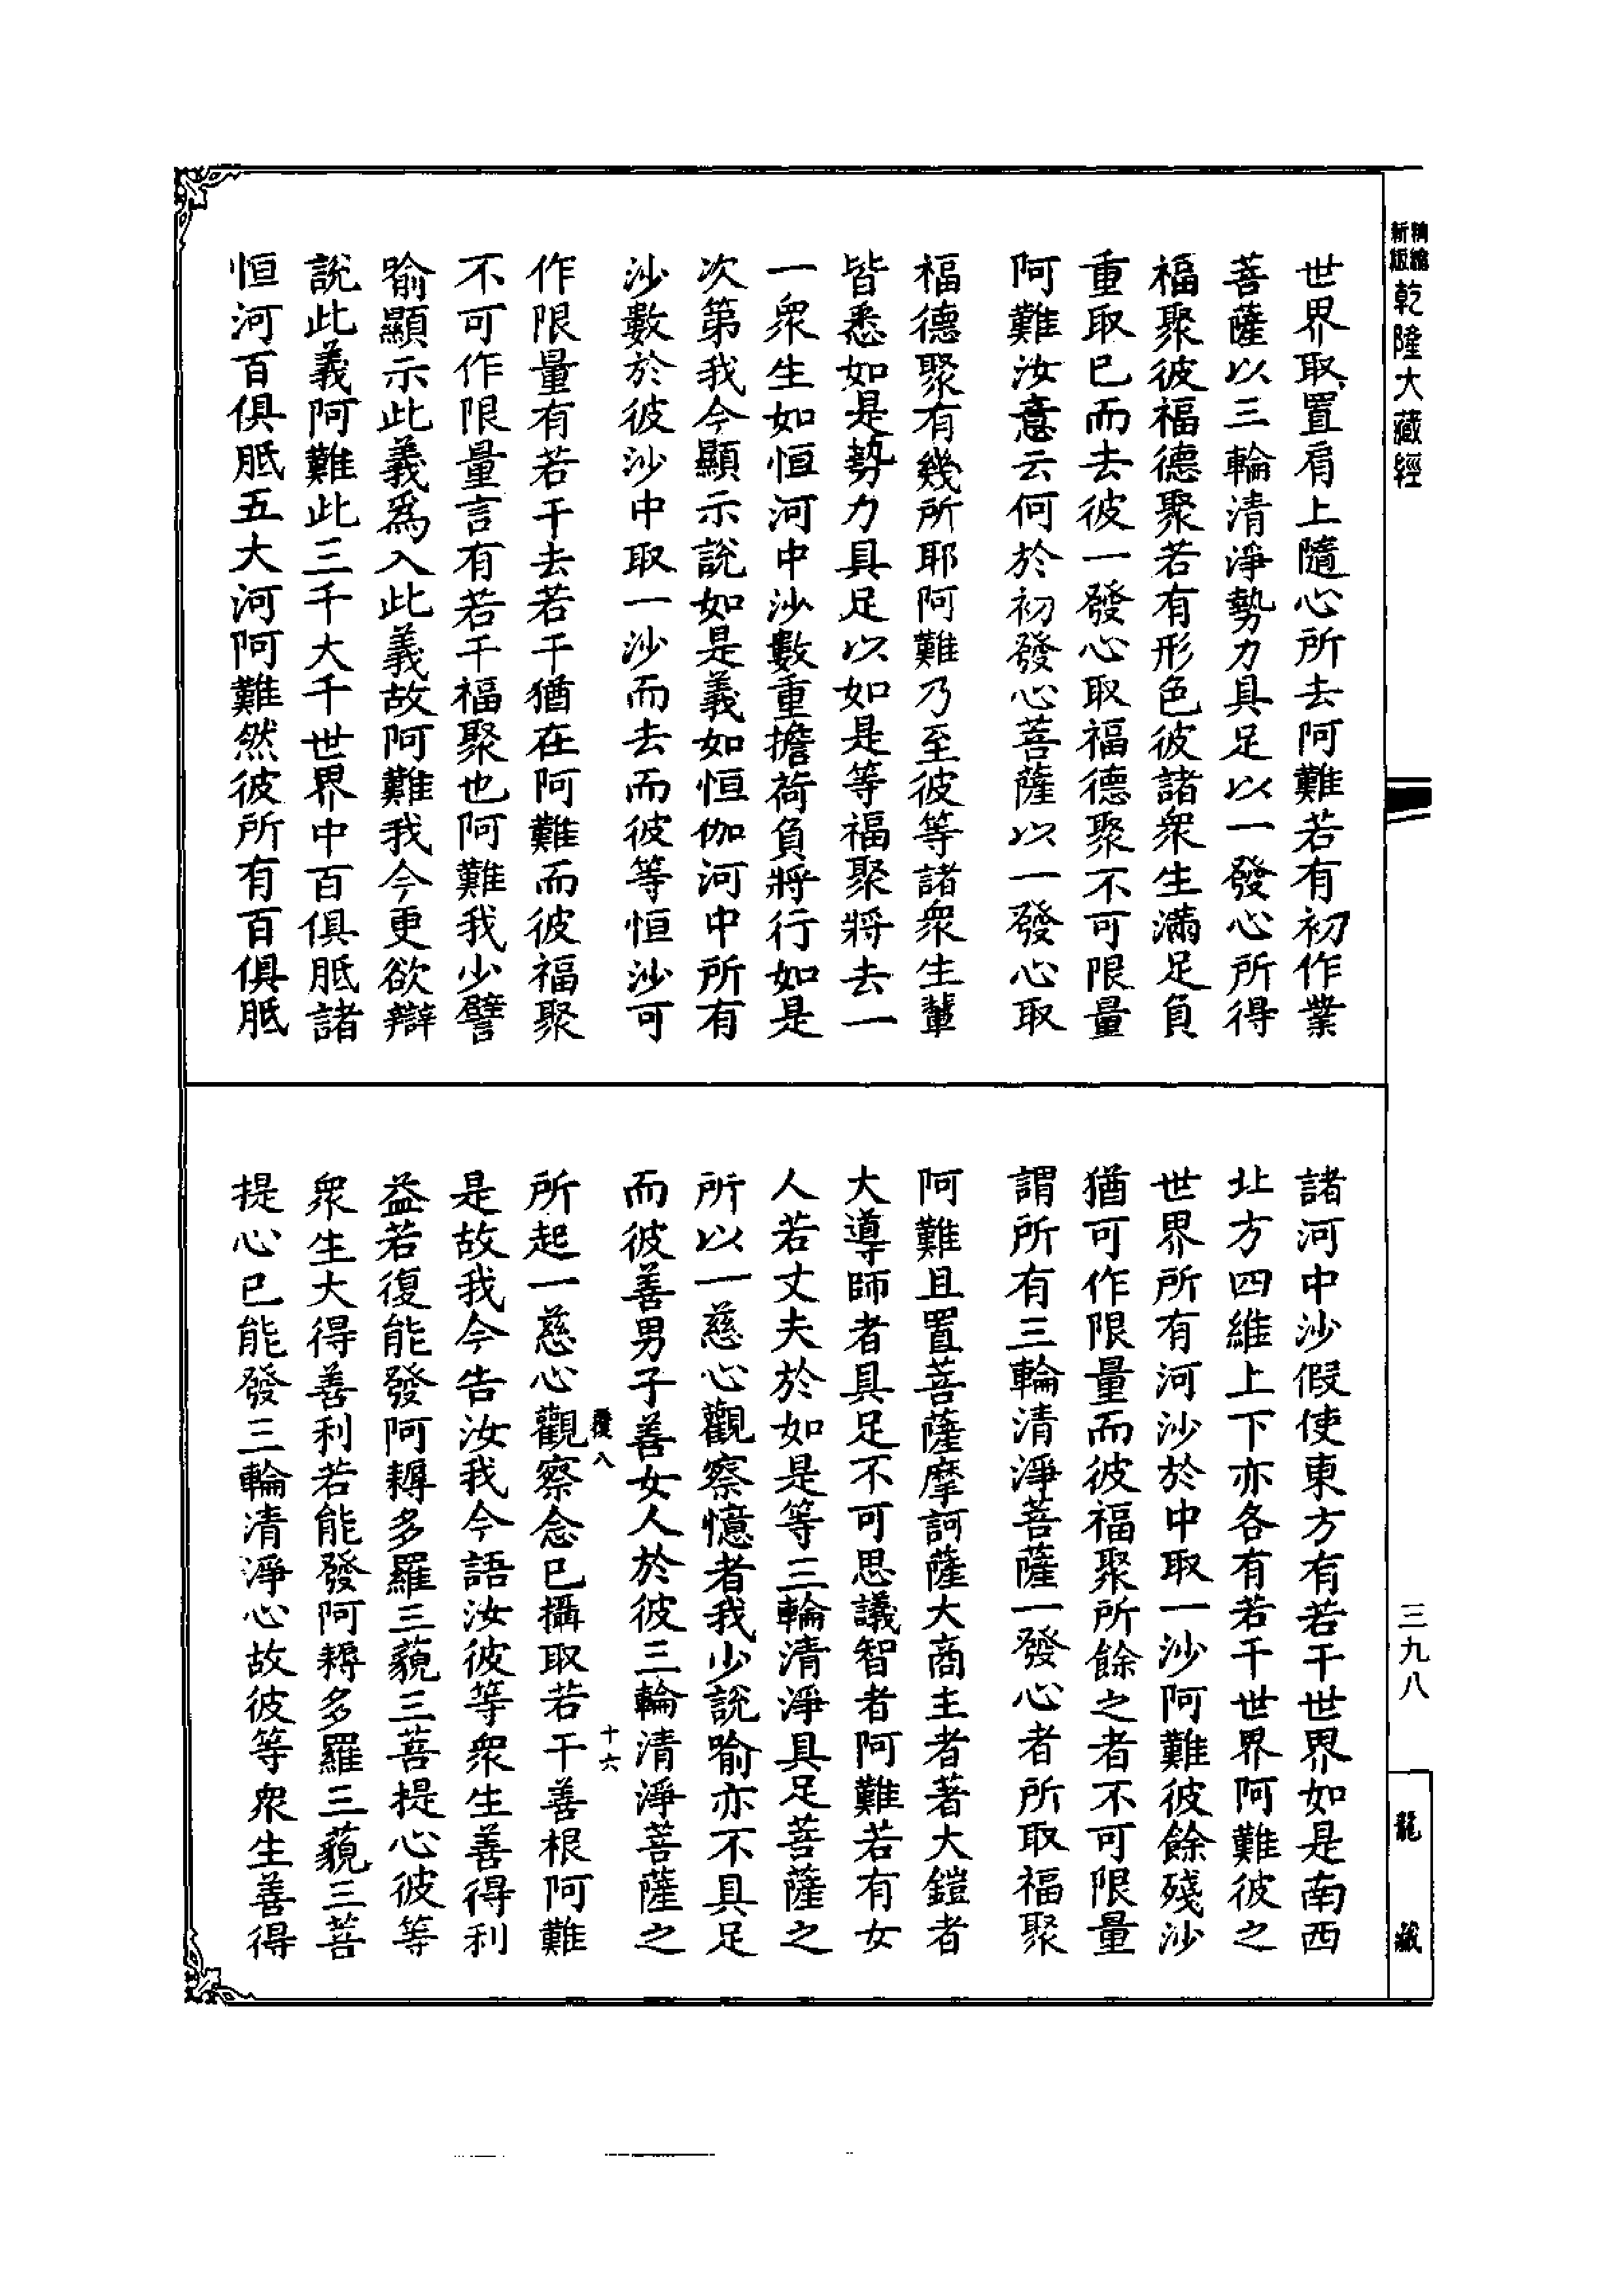 新版
精編
乾隆大藏經
世界取置肩上隨心所去阿難若有初作業
菩薩以三輪清淨勢力具足以一發心所得
福聚彼福德聚若有形色彼諸衆生滿足負
重取已而去彼一發心取福德聚不可限量
阿難汝意云何於初發心菩薩以一發心取
福德聚有幾所耶阿難乃至彼等諸衆生輩
皆悉如是勢力具足以如是等福聚將去一
一衆生如恒河中沙數重擔荷負將行如是
次第我今顯示說如是義如恒伽河中所有
沙數於彼沙中取一沙而去而彼等恒沙可
作限量有若干去若干猶在阿難而彼福聚
不可作限量言有若干福聚也阿難我少譬
喻顯示此義爲入此義故阿難我今更欲辯
說此義阿難此三千大千世界中百俱胝諸
恒河百俱胝五大河阿難然彼所有百俱胝
諸河中沙假使東方有若干世界如是南西
北方四維上下亦各有若干世界阿難彼之
世界所有河沙於中取一沙阿難彼餘殘沙
猶可作限量而彼福聚所餘之者不可限量
謂所有三輪清淨菩薩一發心者所取福聚
阿難且置菩薩摩訶薩大商主者著大鎧者
大導師者具足不可思議智者阿難若有女
人若丈夫於如是等三輪清淨具足菩薩之
所以一慈心觀察憶者我少說喻亦不具足
而彼善男子善女人於彼三輪清淨菩薩之
八
十六
所起一慈心觀察念已攝取若干善根阿難
是故我今告汝我今語汝彼等衆生善得利
益若復能發阿耨多羅三藐三菩提心彼等
衆生大得善利若能發阿耨多羅三藐三菩
提心已能發三輪清淨心故彼等衆生善得
三九八
龍藏